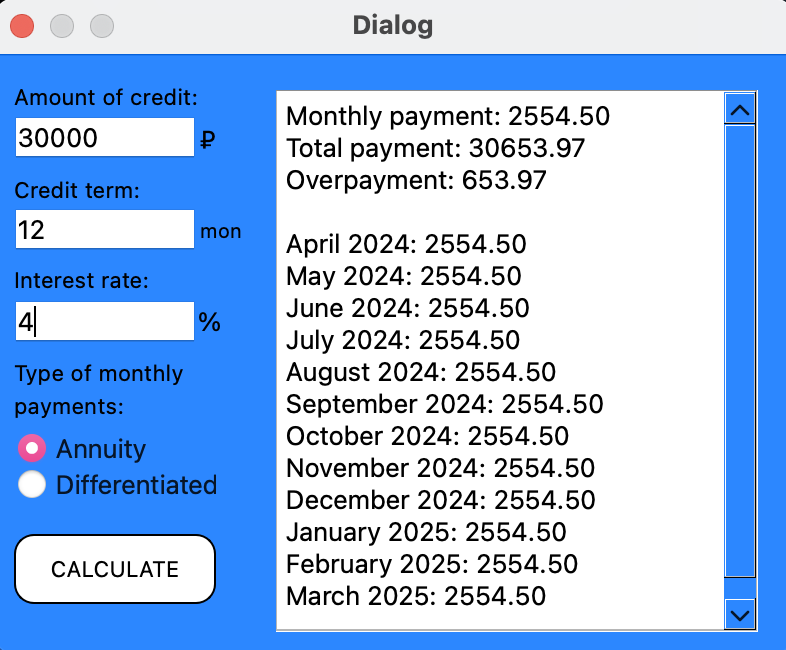 Dialog
Amount of credit:
30000 ₽
Credit term:
12 mon
Interest rate:
4 %
Type of monthly
payments:
Annuity
Differentiated
CALCULATE
Monthly payment: 2554.50
Total payment: 30653.97
Overpayment: 653.97
April 2024: 2554.50
May 2024: 2554.50
June 2024: 2554.50
July 2024: 2554.50
August 2024: 2554.50
September 2024: 2554.50
October 2024: 2554.50
November 2024: 2554.50
December 2024: 2554.50
January 2025: 2554.50
February 2025: 2554.50
March 2025: 2554.50